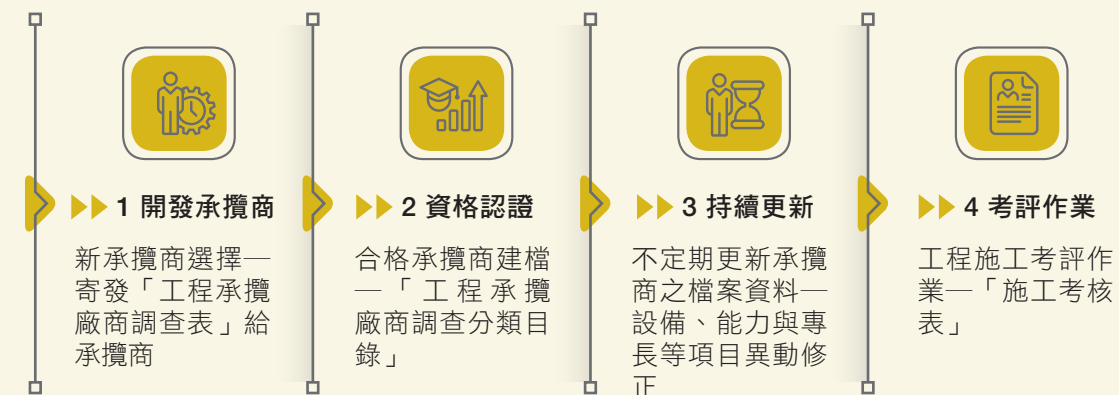 1 開發承攬商
新承攬商選擇—
寄發「工程承攬
廠商調查表」給
承攬商
2 資格認證
合格承攬商建檔
—「工程承攬
廠商調查分類目
錄」
3 持續更新
不定期更新承攬
商之檔案資料—
設備、能力與專
長等項目異動修
正
4 考評作業
工程施工考評作
業—「施工考核
表」